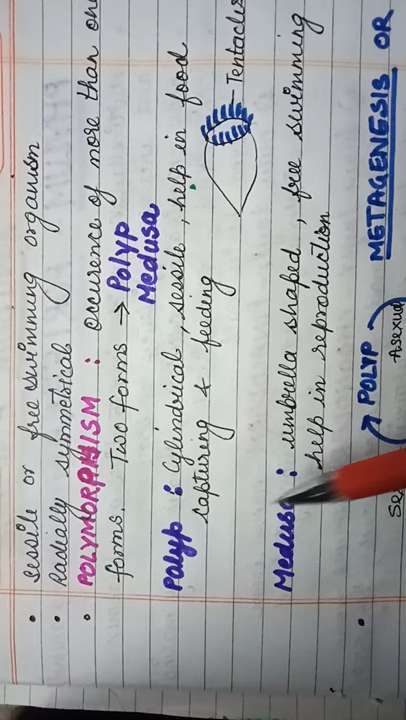 • Sessile or free swimming organism
• Radially symmetrical
• POLYMORPHISM : occurence of more than one
forms. Two forms → Polyp
Medusa
Polyp : Cylindrical, sessile, help in food
capturing & feeding
Tentacles
Medusa : umbrella shaped, free swimming
help in reproduction
• METAGENESIS OR
POLYP
Asexual